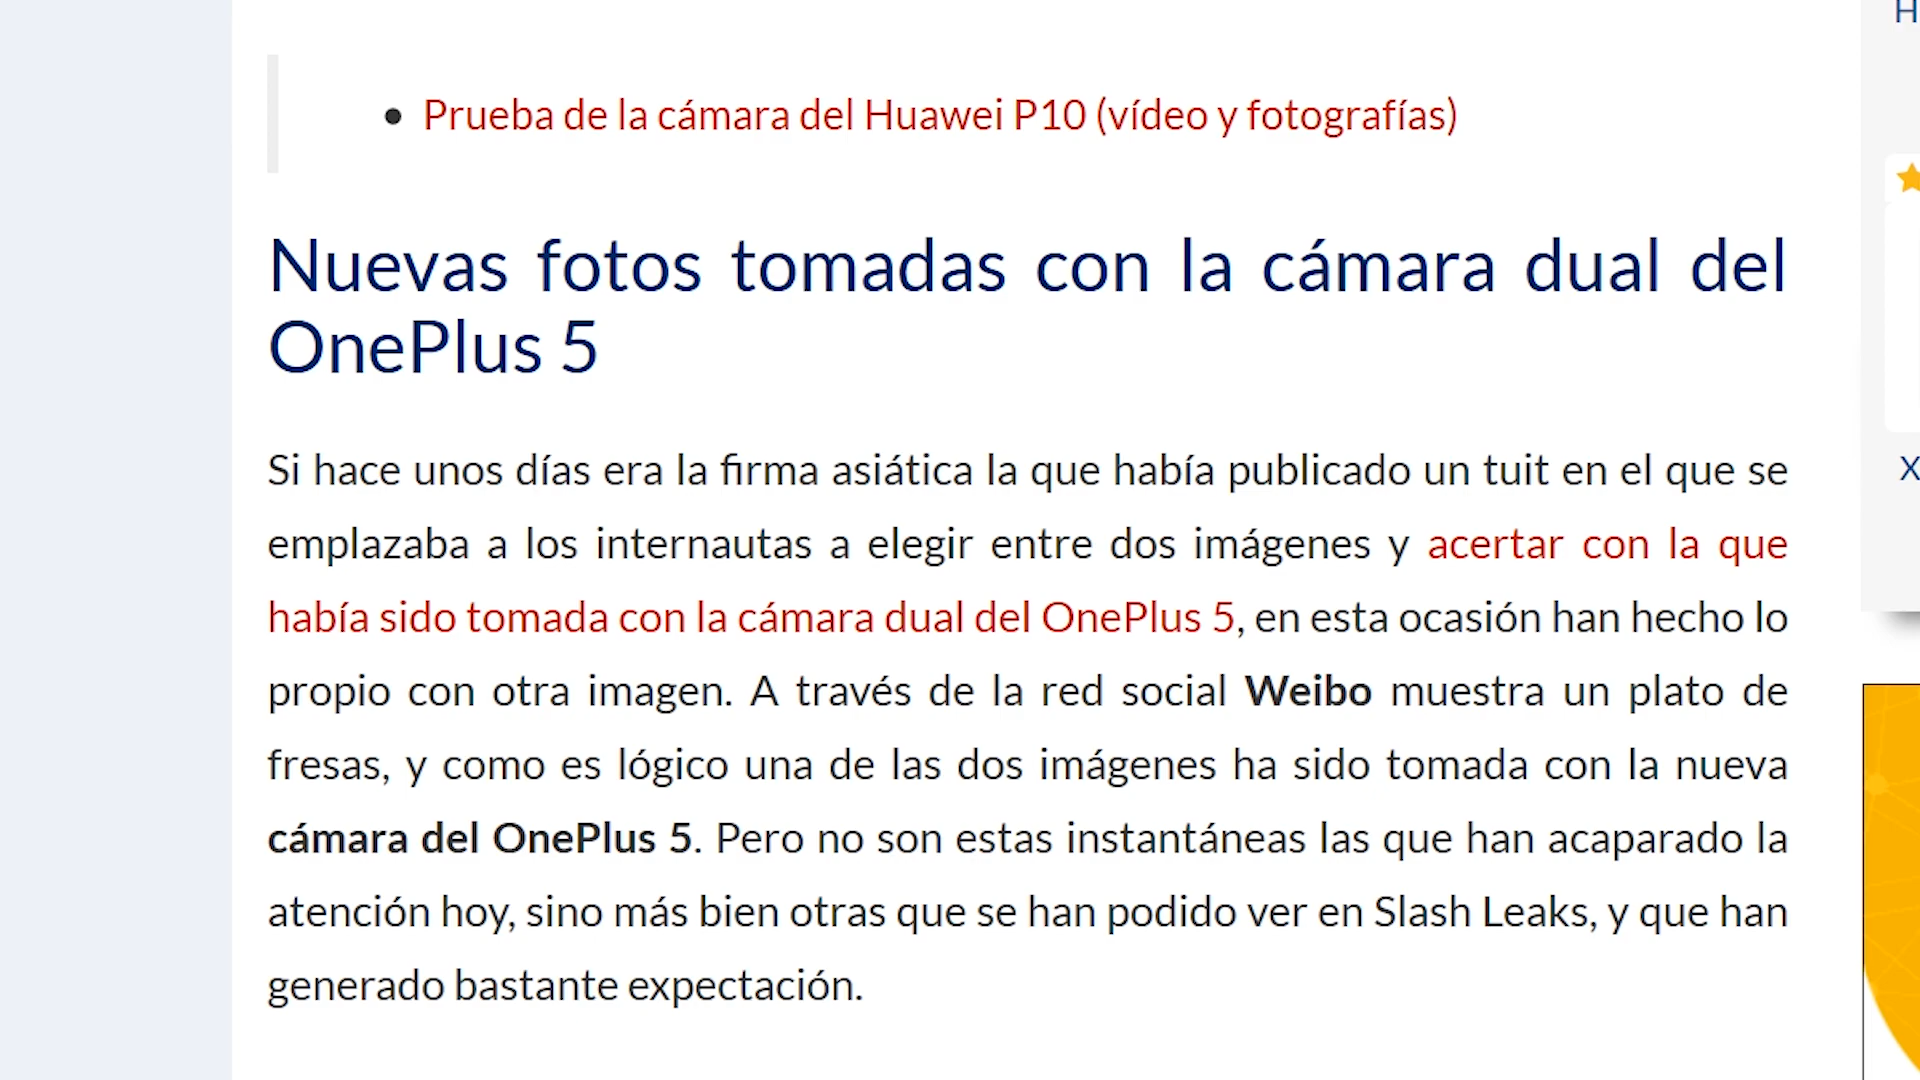 H
Prueba de la cámara del Huawei P10 (vídeo y fotografías)
Nuevas fotos tomadas con la cámara dual del
OnePlus 5
Si hace unos días era la firma asiática la que había publicado un tuit en el que se
emplazaba a los internautas a elegir entre dos imágenes y acertar con la que
había sido tomada con la cámara dual del OnePlus 5, en esta ocasión han hecho lo
propio con otra imagen. A través de la red social Weibo muestra un plato de
fresas, y como es lógico una de las dos imágenes ha sido tomada con la nueva
cámara del OnePlus 5. Pero no son estas instantáneas las que han acaparado la
atención hoy, sino más bien otras que se han podido ver en Slash Leaks, y que han
generado bastante expectación.
X